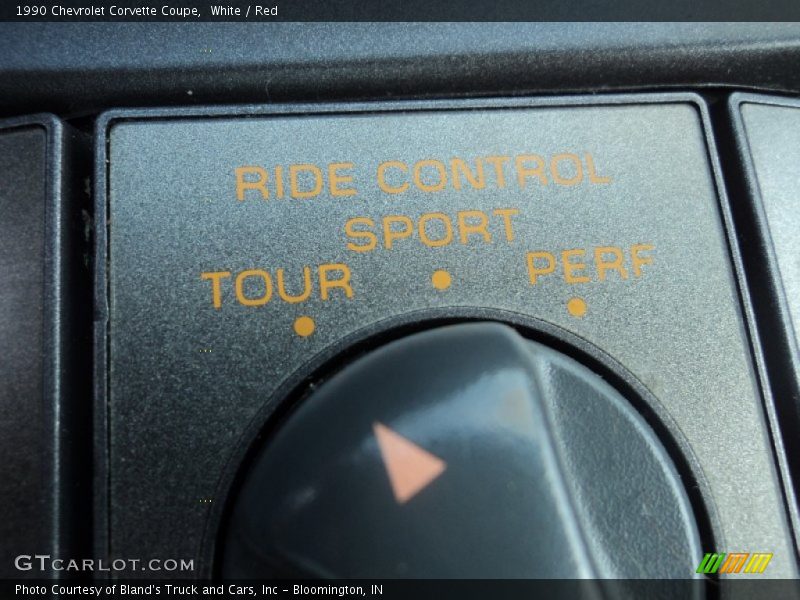 1990 Chevrolet Corvette Coupe,  White / Red
RIDE CONTROL
SPORT
TOUR
PERF
GTCARLOT.COM
Photo Courtesy of Bland's Truck and Cars, Inc - Bloomington, IN